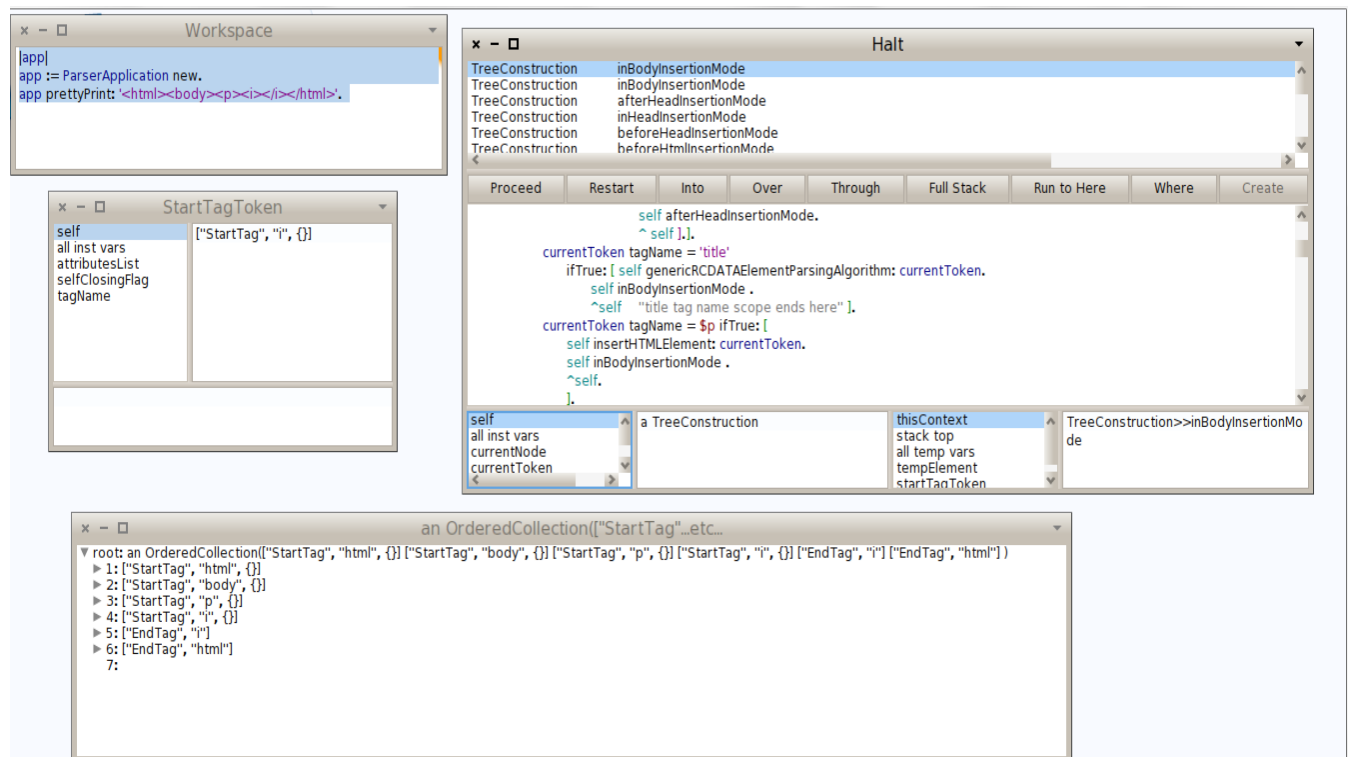 Workspace
|app|
app := ParserApplication new.
app prettyPrint: '<html><body><p><i></i></html>'.
StartTagToken
self
all inst vars
attributesList
selfClosingFlag
tagName
["StartTag", "i", {}]
Halt
TreeConstruction inBodyInsertionMode
TreeConstruction inBodyInsertionMode
TreeConstruction afterHeadInsertionMode
TreeConstruction inHeadInsertionMode
TreeConstruction beforeHeadInsertionMode
TreeConstruction beforeHtmlInsertionMode
Proceed Restart Into Over Through Full Stack Run to Here Where Create
self afterHeadInsertionMode.
^ self ].].
currentToken tagName = 'title'
ifTrue: [ self genericRCDATAElementParsingAlgorithm: currentToken.
self inBodyInsertionMode .
^self "title tag name scope ends here" ].
currentToken tagName = $p ifTrue: [
self insertHTMLElement: currentToken.
self inBodyInsertionMode .
^self.
].
self
all inst vars
currentNode
currentToken
a TreeConstruction
thisContext
stack top
all temp vars
tempElement
startTagToken
TreeConstruction>>inBodyInsertionMo
de
an OrderedCollection(["StartTag"...etc...
root: an OrderedCollection(["StartTag", "html", {}] ["StartTag", "body", {}] ["StartTag", "p", {}] ["StartTag", "i", {}] ["EndTag", "i"] ["EndTag", "html"] )
1: ["StartTag", "html", {}]
2: ["StartTag", "body", {}]
3: ["StartTag", "p", {}]
4: ["StartTag", "i", {}]
5: ["EndTag", "i"]
6: ["EndTag", "html"]
7: